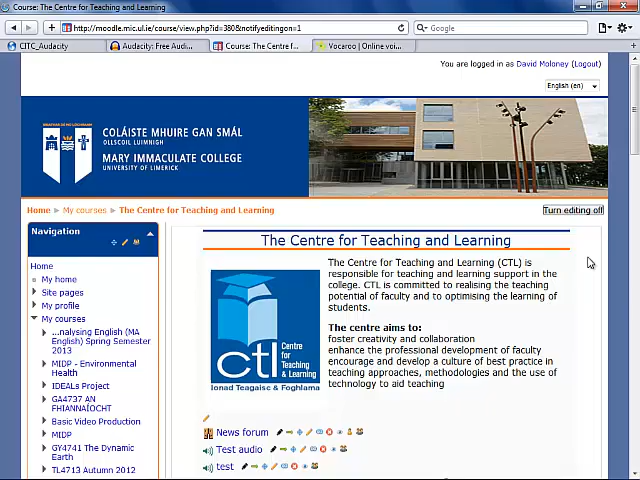 Course: The Centre for Teaching and Learning
http://moodle.mic.ul.ie/course/view.php?id=380&notifyeditingon=1
Google
CITC_Audacity
Audacity: Free Audi...
Course: The Centre f...
Vocaroo | Online voi...
You are logged in as David Moloney (Logout)
English (en)
COLÁISTE MHUIRE GAN SMÁL
OLLSCOIL LUIMNIGH
MARY IMMACULATE COLLEGE
UNIVERSITY OF LIMERICK
Home ▶ My courses ▶ The Centre for Teaching and Learning
Turn editing off
Navigation
Home
My home
Site pages
My profile
My courses
...nalysing English (MA
English) Spring Semester
2013
MIDP - Environmental
Health
IDEALs Project
GA4737 AN
FHIANNAÍOCHT
Basic Video Production
MIDP
GY4741 The Dynamic
Earth
TL4713 Autumn 2012
The Centre for Teaching and Learning
ctl
Centre
for
Teaching
& Learning
Ionad Teagaisc & Foghlama
The Centre for Teaching and Learning (CTL) is
responsible for teaching and learning support in the
college. CTL is committed to realising the teaching
potential of faculty and to optimising the learning of
students.
The centre aims to:
foster creativity and collaboration
enhance the professional development of faculty
encourage and develop a culture of best practice in
teaching approaches, methodologies and the use of
technology to aid teaching
News forum
Test audio
test